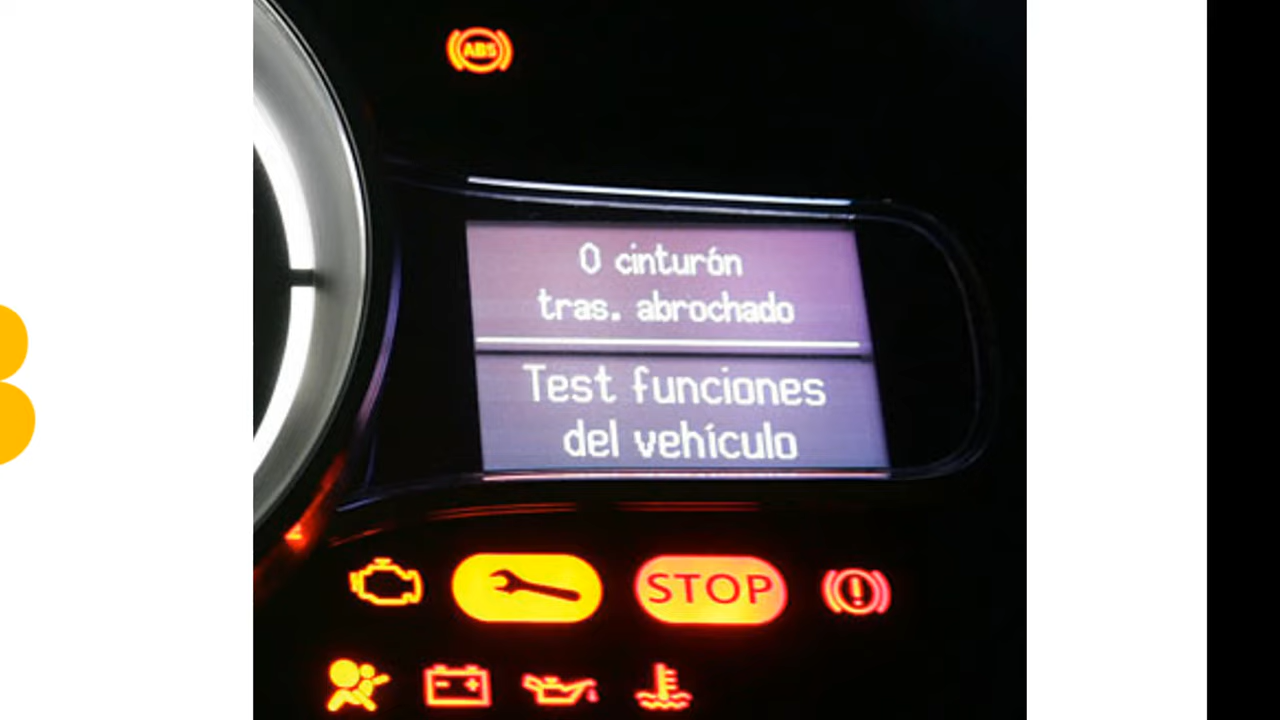 ABS
0 cinturón
tras. abrochado
Test funciones
del vehículo
STOP